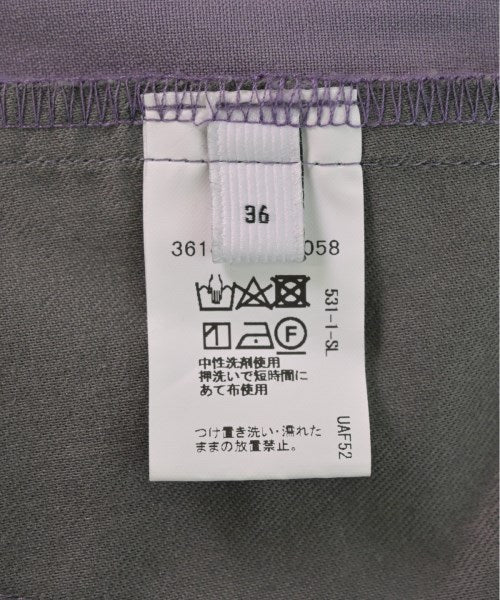 36
361 058
F
中性洗剤使用
押洗いで短時間に
あて布使用
つけ置き洗い・濡れた
ままの放置禁止。
531-1-SL
UAF52